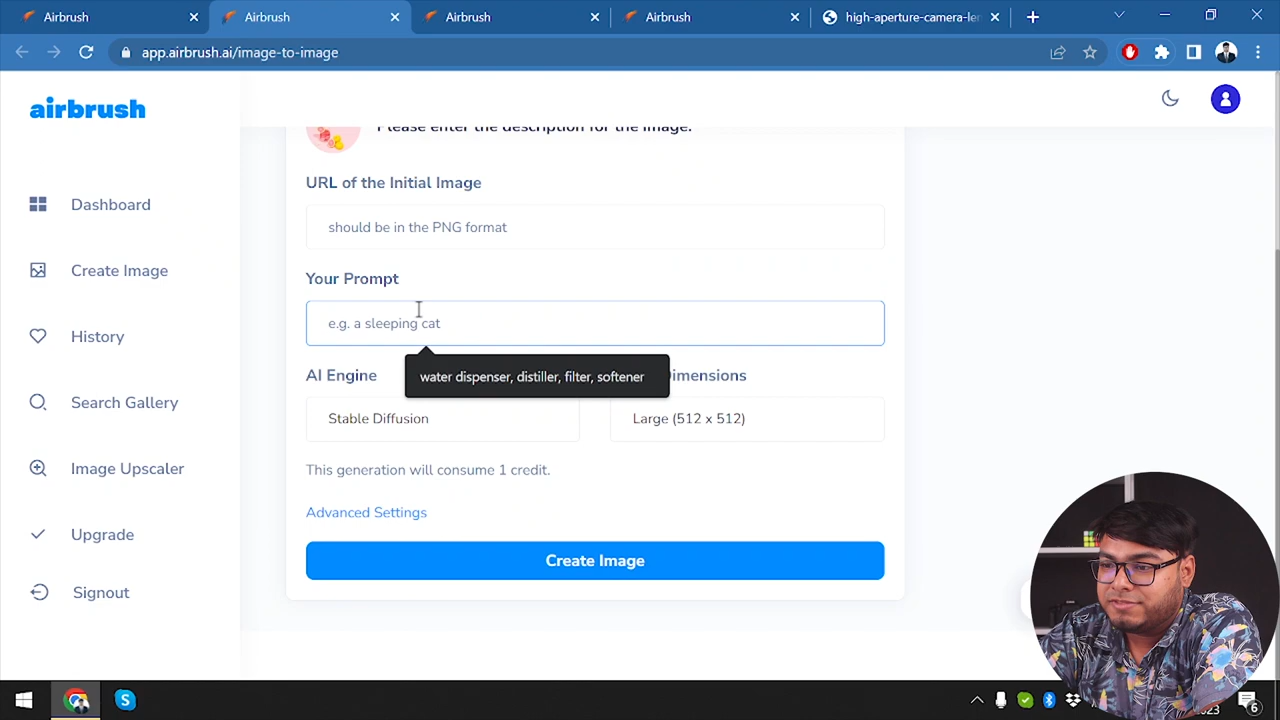 Airbrush
Airbrush
Airbrush
Airbrush
high-aperture-camera-len
app.airbrush.ai/image-to-image
airbrush
Please enter the description for the image.
URL of the Initial Image
should be in the PNG format
Dashboard
Create Image
History
Search Gallery
Image Upscaler
Upgrade
Signout
Your Prompt
e.g. a sleeping cat
water dispenser, distiller, filter, softener
AI Engine
Dimensions
Stable Diffusion
Large (512 x 512)
This generation will consume 1 credit.
Advanced Settings
Create Image
6